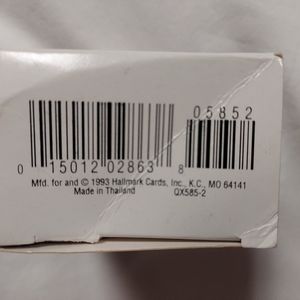 05852
0 15012 02863 8
Mfd. for and © 1993 Hallmark Cards, Inc., K.C., MO 64141
Made in Thailand QX585-2